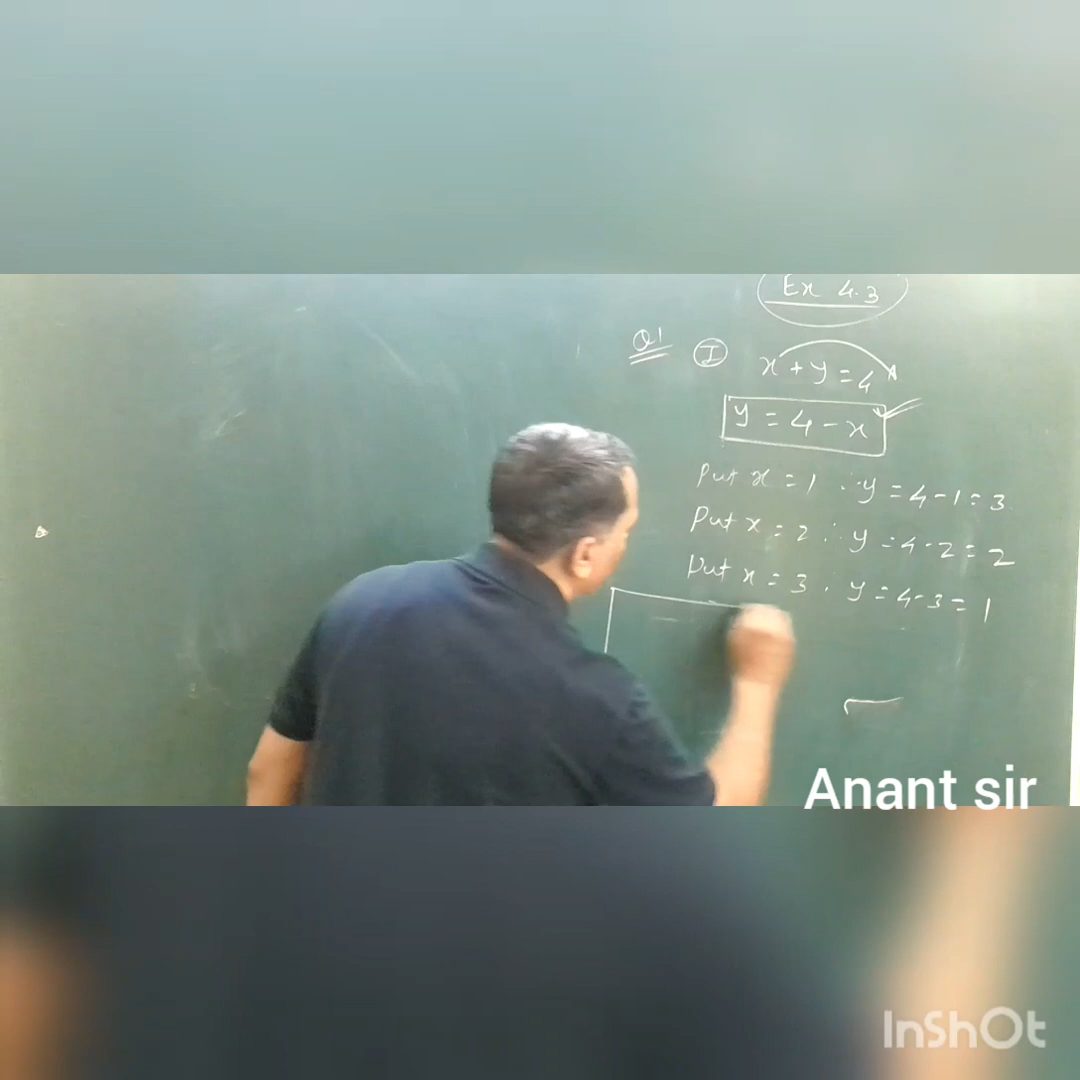 Ex 4.3
Q1 (I) x + y = 4
y = 4 - x
Put x = 1 ∴ y = 4 - 1 = 3
Put x = 2 ∴ y = 4 - 2 = 2
Put x = 3 ∴ y = 4 - 3 = 1
Anant sir
InShOt